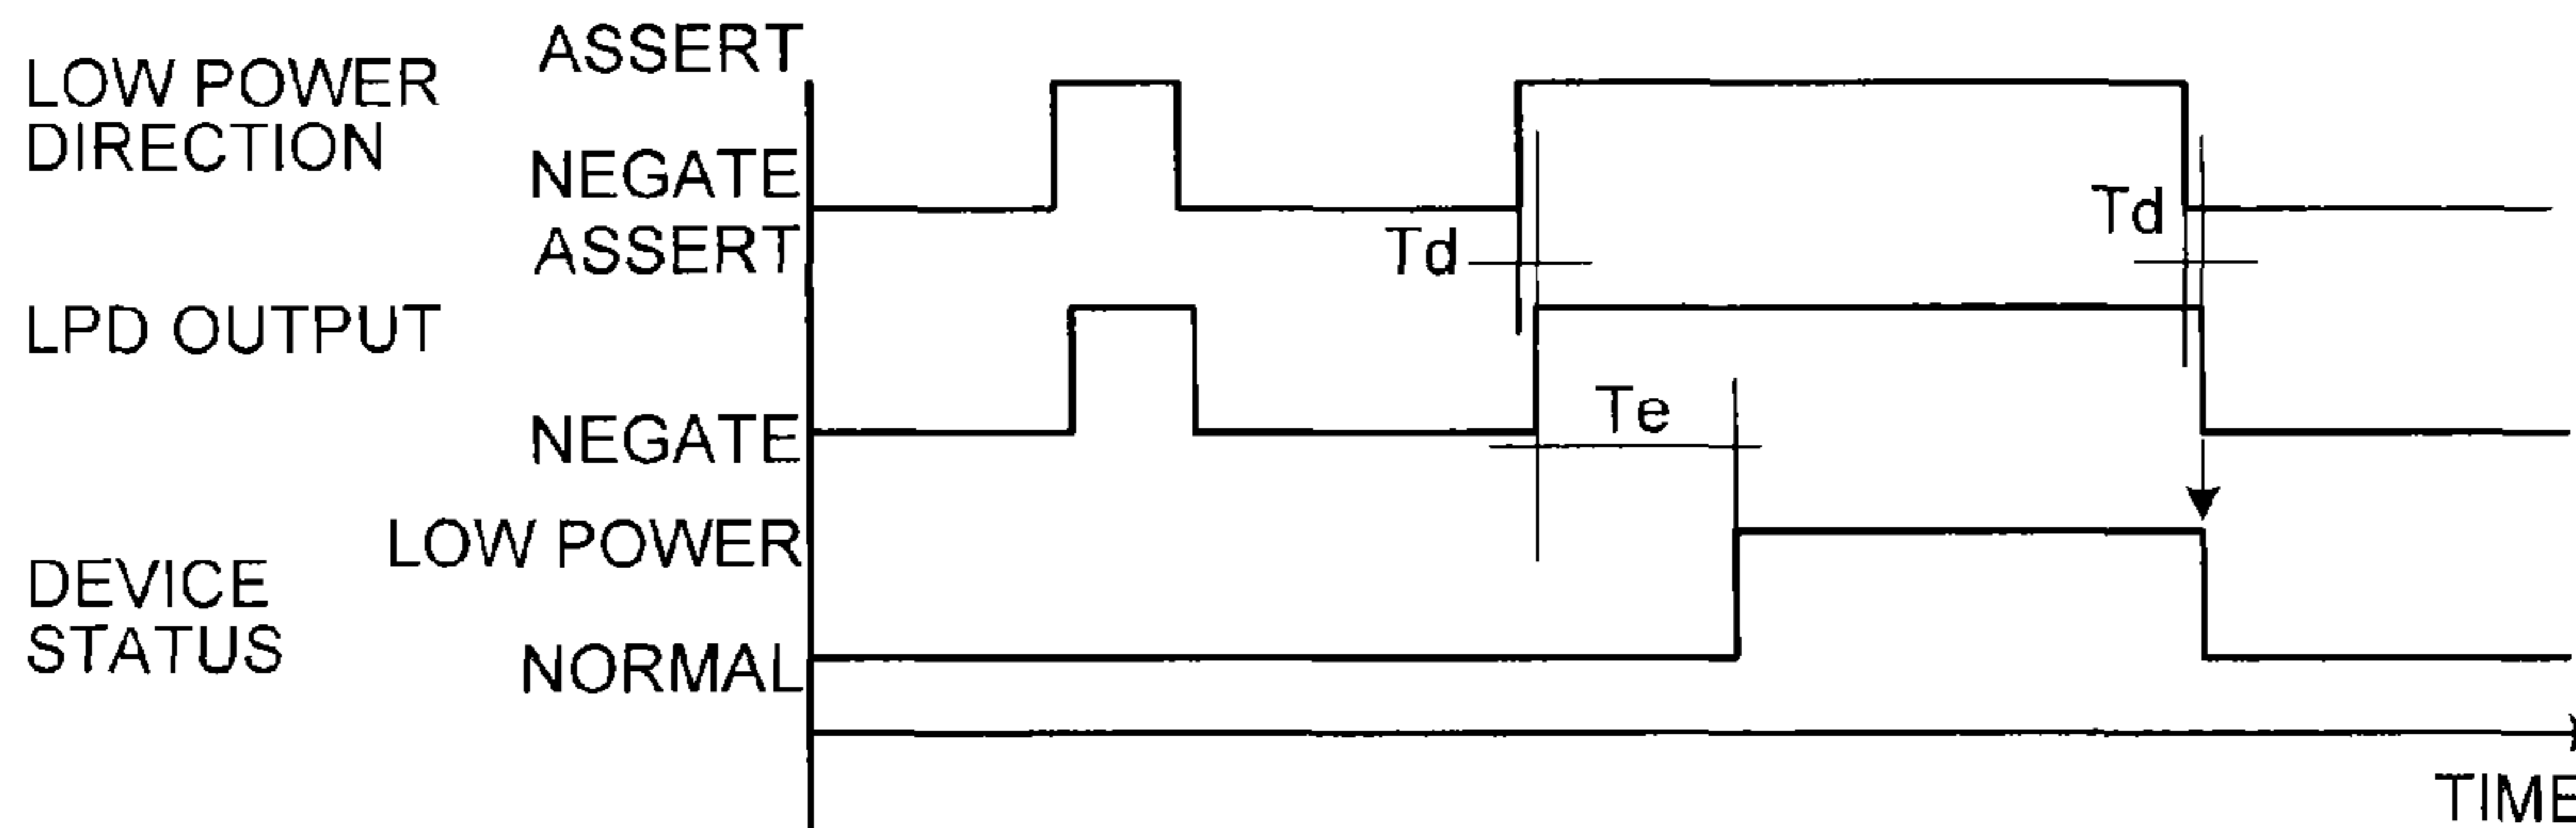 ASSERT
LOW POWER
DIRECTION
NEGATE
ASSERT
Td
Td
LPD OUTPUT
NEGATE
Te
LOW POWER
DEVICE
STATUS
NORMAL
TIME